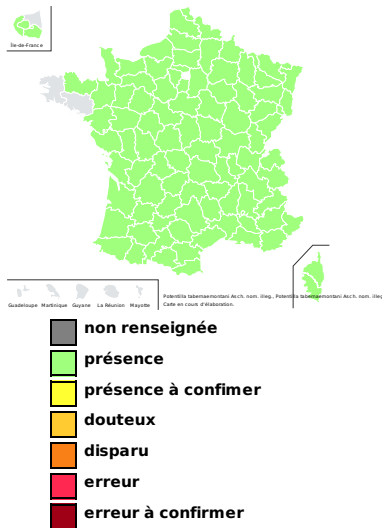 Île-de-France
Guadeloupe Martinique Guyane La Réunion Mayotte
Potentilla tabernaemontani Asch. nom. illeg., Potentilla tabernaemontani Asch. nom. illeg
Carte en cours d'élaboration.
non renseignée
présence
présence à confimer
douteux
disparu
erreur
erreur à confirmer